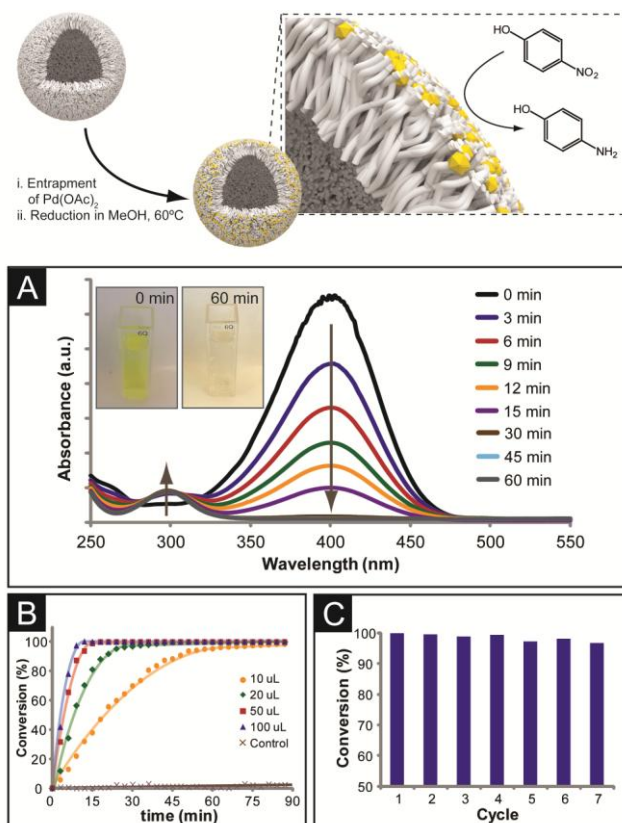 HO
NO₂
HO
NH₂
i. Entrapment
of Pd(OAc)₂
ii. Reduction in MeOH, 60ºC
A
0 min
60 min
6Q
6Q
Absorbance (a.u.)
0 min
3 min
6 min
9 min
12 min
15 min
30 min
45 min
60 min
250 300 350 400 450 500 550
Wavelength (nm)
B
Conversion (%)
100
80
60
40
20
0
10 uL
20 uL
50 uL
100 uL
Control
0 15 30 45 60 75 90
time (min)
C
Conversion (%)
100
90
80
70
60
50
1 2 3 4 5 6 7
Cycle